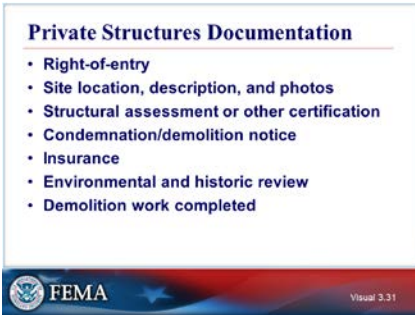 Private Structures Documentation
• Right-of-entry
• Site location, description, and photos
• Structural assessment or other certification
• Condemnation/demolition notice
• Insurance
• Environmental and historic review
• Demolition work completed
FEMA
Visual 3.31